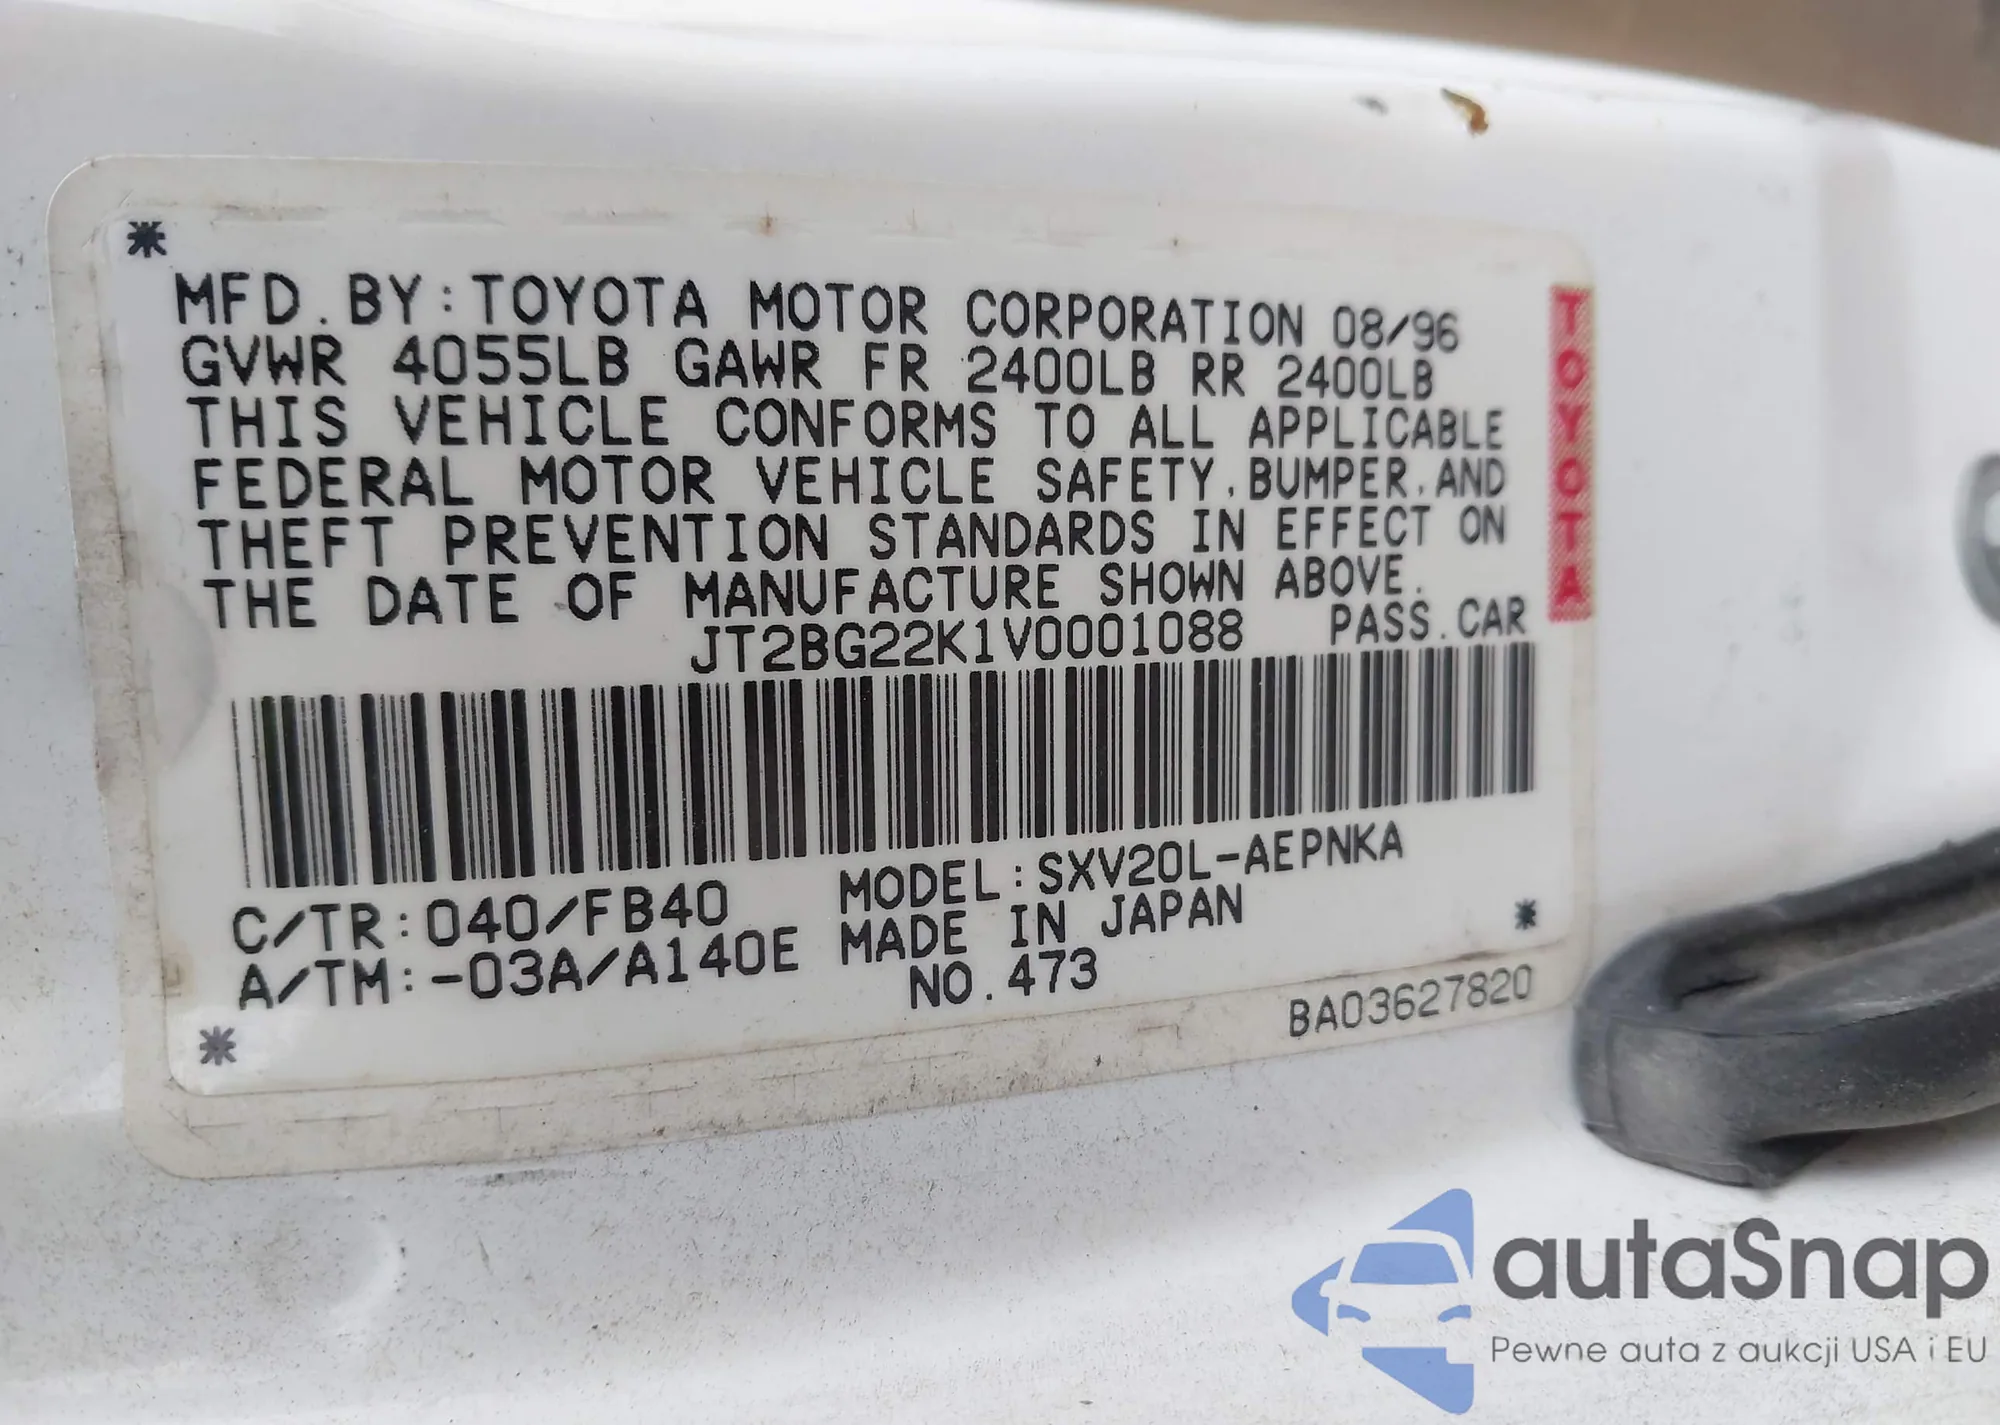 MFD. BY: TOYOTA MOTOR CORPORATION 08/96
GVWR 4055LB GAWR FR 2400LB RR 2400LB
THIS VEHICLE CONFORMS TO ALL APPLICABLE
FEDERAL MOTOR VEHICLE SAFETY, BUMPER, AND
THEFT PREVENTION STANDARDS IN EFFECT ON
THE DATE OF MANUFACTURE SHOWN ABOVE.
JT2BG22K1V0001088 PASS. CAR
TOYOTA
C/TR: 040/FB40 MODEL: SXV20L-AEPNKA
A/TM: -03A/A140E MADE IN JAPAN
NO. 473
BA03627820
autaSnap
Pewne auta z aukcji USA i EU